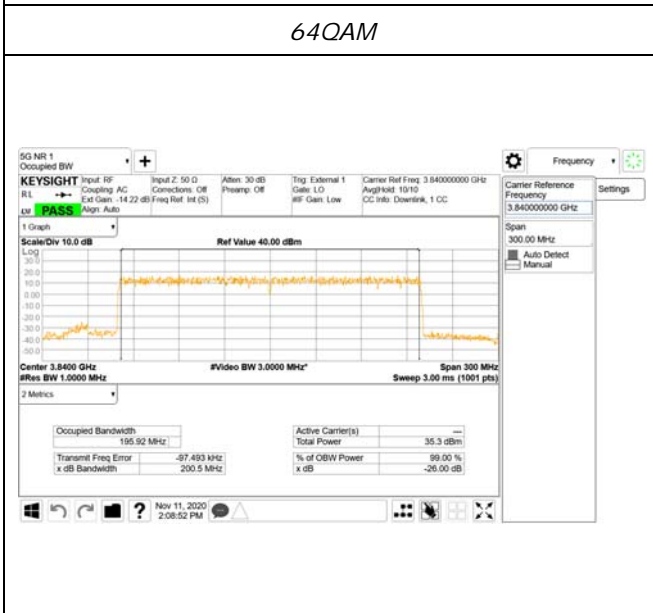 64QAM
5G NR 1
Occupied BW
Frequency
Settings
KEYSIGHT
Input: RF
Coupling: AC
Ext Gain: -14.22 dB
Align: Auto
Input Z: 50 Ω
Corrections: Off
Freq Ref: Int (S)
Atten: 30 dB
Preamp: Off
Trig: External 1
Gate: LO
#IF Gain: Low
Carrier Ref Freq: 3.840000000 GHz
Avg|Hold: 10/10
CC Info: Downlink, 1 CC
RL
PASS
Carrier Reference
Frequency
3.840000000 GHz
Span
300.00 MHz
Auto Detect
Manual
1 Graph
Scale/Div 10.0 dB
Ref Value 40.00 dBm
Log
30.0
20.0
10.0
0.00
-10.0
-20.0
-30.0
-40.0
-50.0
Center 3.8400 GHz
#Video BW 3.0000 MHz*
Span 300 MHz
#Res BW 1.0000 MHz
Sweep 3.00 ms (1001 pts)
2 Metrics
Occupied Bandwidth
195.92 MHz
Transmit Freq Error -97.493 kHz
x dB Bandwidth 200.5 MHz
Active Carrier(s) ---
Total Power 35.3 dBm
% of OBW Power 99.00 %
x dB -26.00 dB
Nov 11, 2020
2:08:52 PM